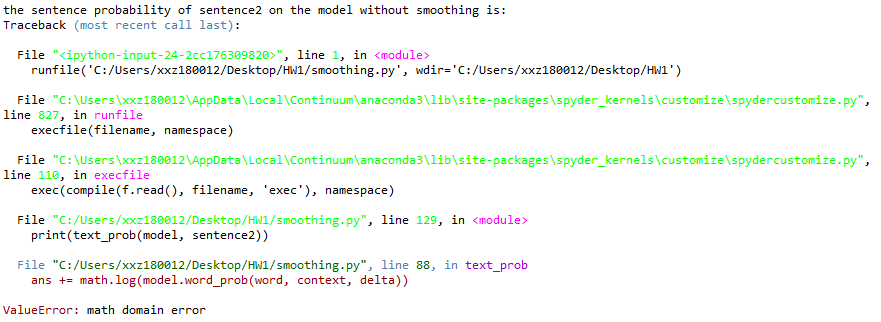 the sentence probability of sentence2 on the model without smoothing is:
Traceback (most recent call last):
File "<ipython-input-24-2cc176309820>", line 1, in <module>
runfile('C:/Users/xxz180012/Desktop/HW1/smoothing.py', wdir='C:/Users/xxz180012/Desktop/HW1')
File "C:\Users\xxz180012\AppData\Local\Continuum\anaconda3\lib\site-packages\spyder_kernels\customize\spydercustomize.py",
line 827, in runfile
execfile(filename, namespace)
File "C:\Users\xxz180012\AppData\Local\Continuum\anaconda3\lib\site-packages\spyder_kernels\customize\spydercustomize.py",
line 110, in execfile
exec(compile(f.read(), filename, 'exec'), namespace)
File "C:/Users/xxz180012/Desktop/HW1/smoothing.py", line 129, in <module>
print(text_prob(model, sentence2))
File "C:/Users/xxz180012/Desktop/HW1/smoothing.py", line 88, in text_prob
ans += math.log(model.word_prob(word, context, delta))
ValueError: math domain error